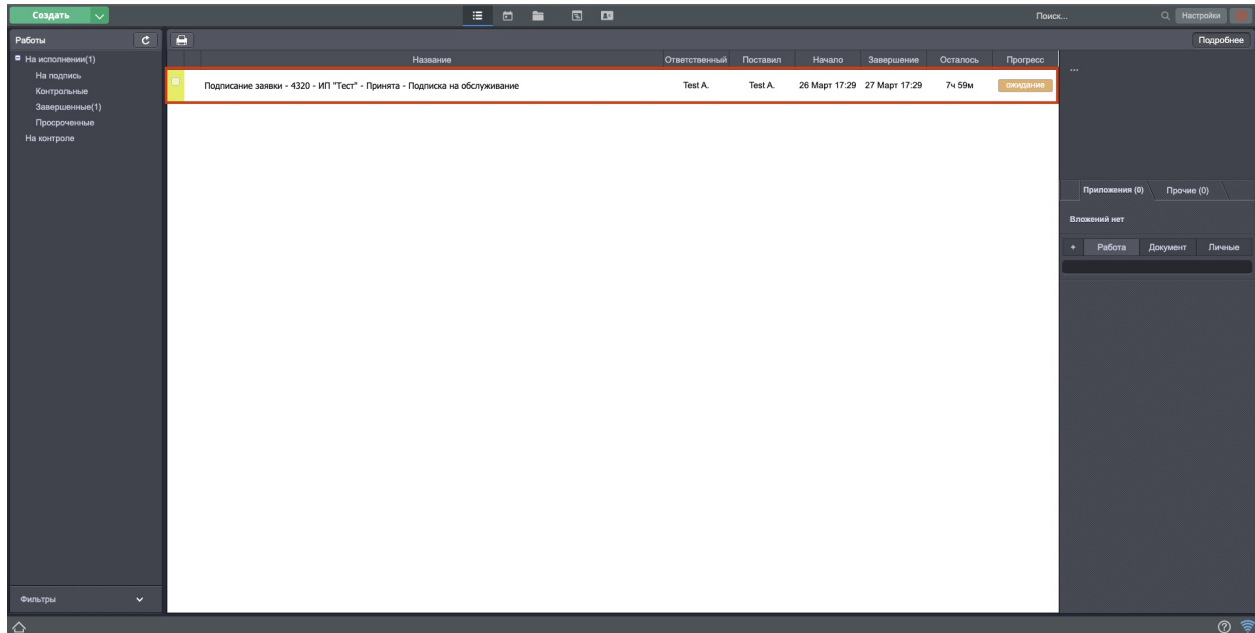 Создать
Поиск...
Настройки
Работы
Подробнее
На исполнении(1)
На подпись
Контрольные
Завершенные(1)
Просроченные
На контроле
Название Ответственный Поставил Начало Завершение Осталось Прогресс
Подписание заявки - 4320 - ИП "Тест" - Принята - Подписка на обслуживание Test A. Test A. 26 Март 17:29 27 Март 17:29 7ч 59м ожидание
...
Приложения (0) Прочие (0)
Вложений нет
+ Работа Документ Личные
Фильтры